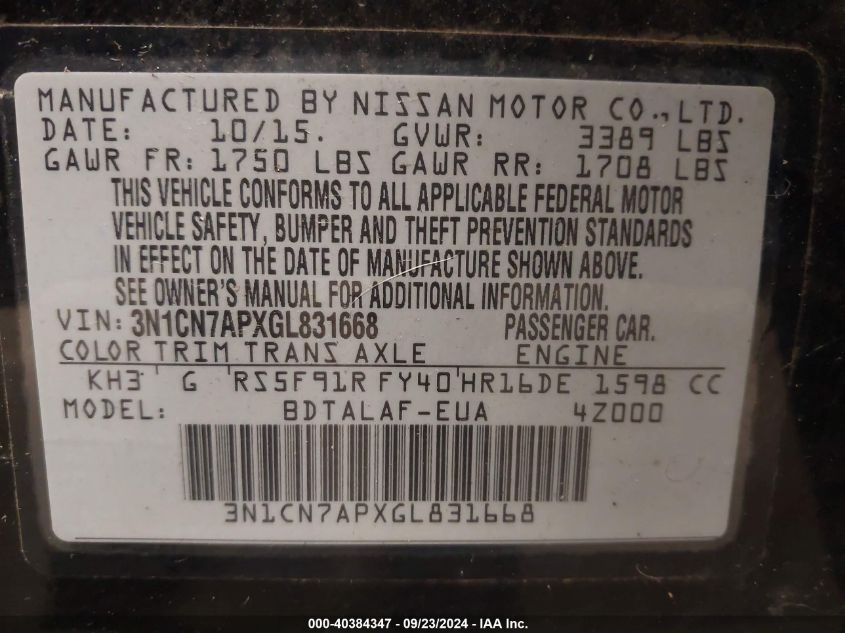 MANUFACTURED BY NISSAN MOTOR CO., LTD.
DATE: 10/15. GVWR: 3389 LBS
GAWR FR: 1750 LBS GAWR RR: 1708 LBS
THIS VEHICLE CONFORMS TO ALL APPLICABLE FEDERAL MOTOR
VEHICLE SAFETY, BUMPER AND THEFT PREVENTION STANDARDS
IN EFFECT ON THE DATE OF MANUFACTURE SHOWN ABOVE.
SEE OWNER'S MANUAL FOR ADDITIONAL INFORMATION.
VIN: 3N1CN7APXGL831668 PASSENGER CAR.
COLOR TRIM TRANS AXLE ENGINE
KH3 G RS5F91R FY40 HR16DE 1598 CC
MODEL: BDTALAF-EUA 4Z000
3N1CN7APXGL831668
000-40384347 - 09/23/2024 - IAA Inc.